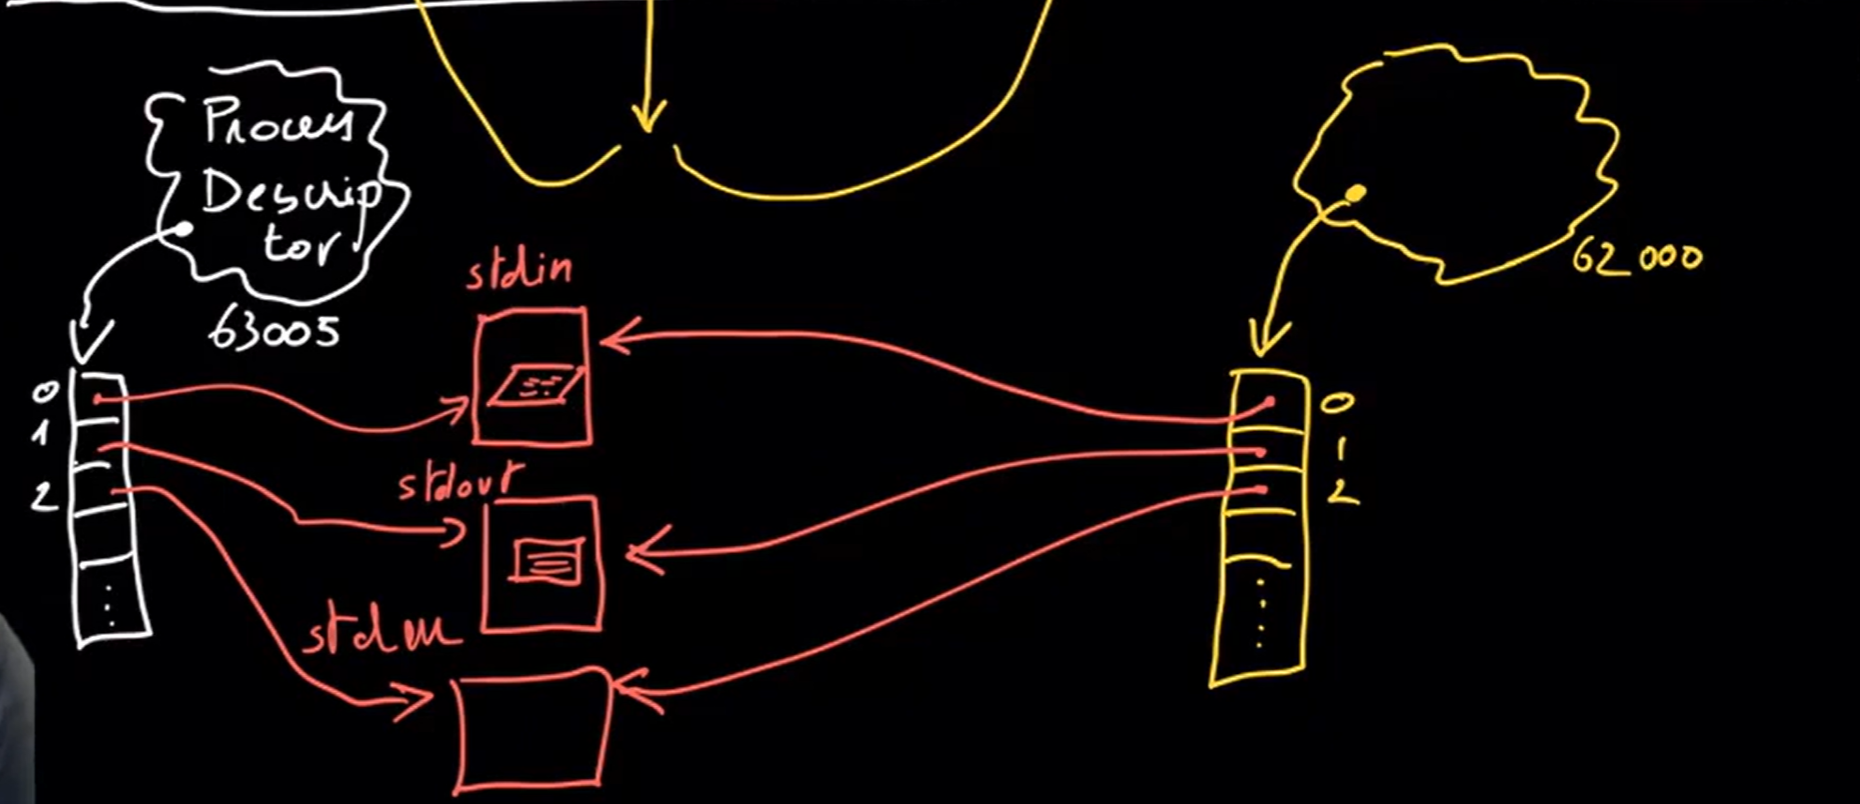 Process
Descrip
tor
63005
62000
stdin
0
1
2
stdout
stderr
0
1
2